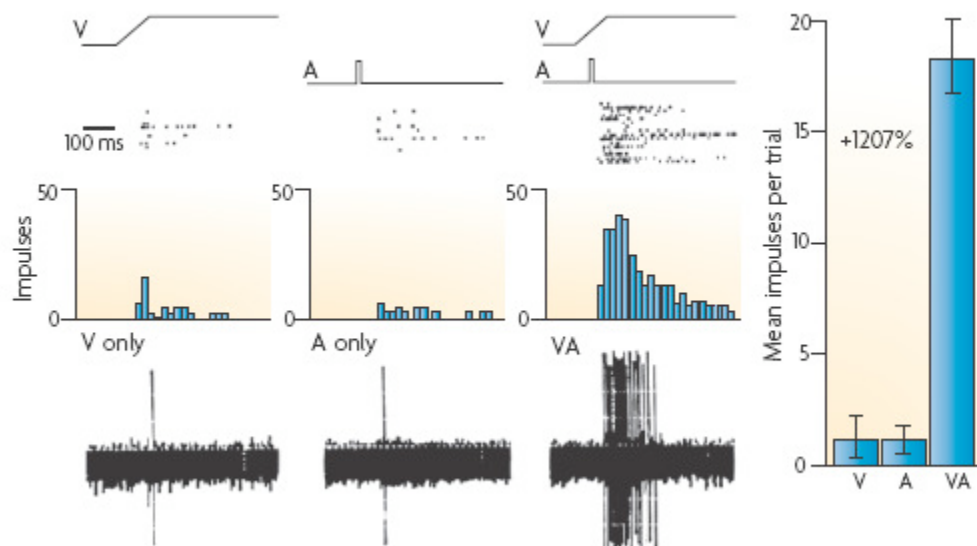 V
A
V
A
100 ms
Impulses
50
0
50
0
50
0
V only
A only
VA
Mean impulses per trial
20
15
10
5
0
+1207%
V
A
VA